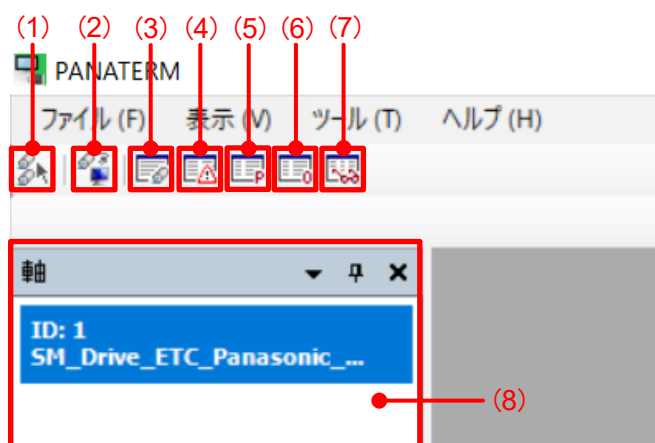 (1) (2) (3) (4) (5) (6) (7)
PANATERM
ファイル (F) 表示 (V) ツール (T) ヘルプ (H)
P O
軸
ID: 1
SM_Drive_ETC_Panasonic_...
(8)